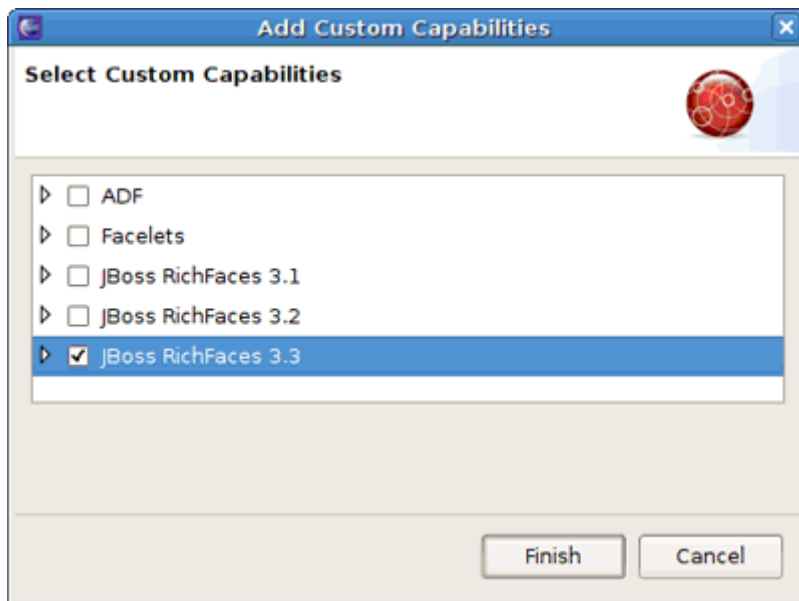 Add Custom Capabilities
Select Custom Capabilities
ADF
Facelets
JBoss RichFaces 3.1
JBoss RichFaces 3.2
JBoss RichFaces 3.3
Finish Cancel